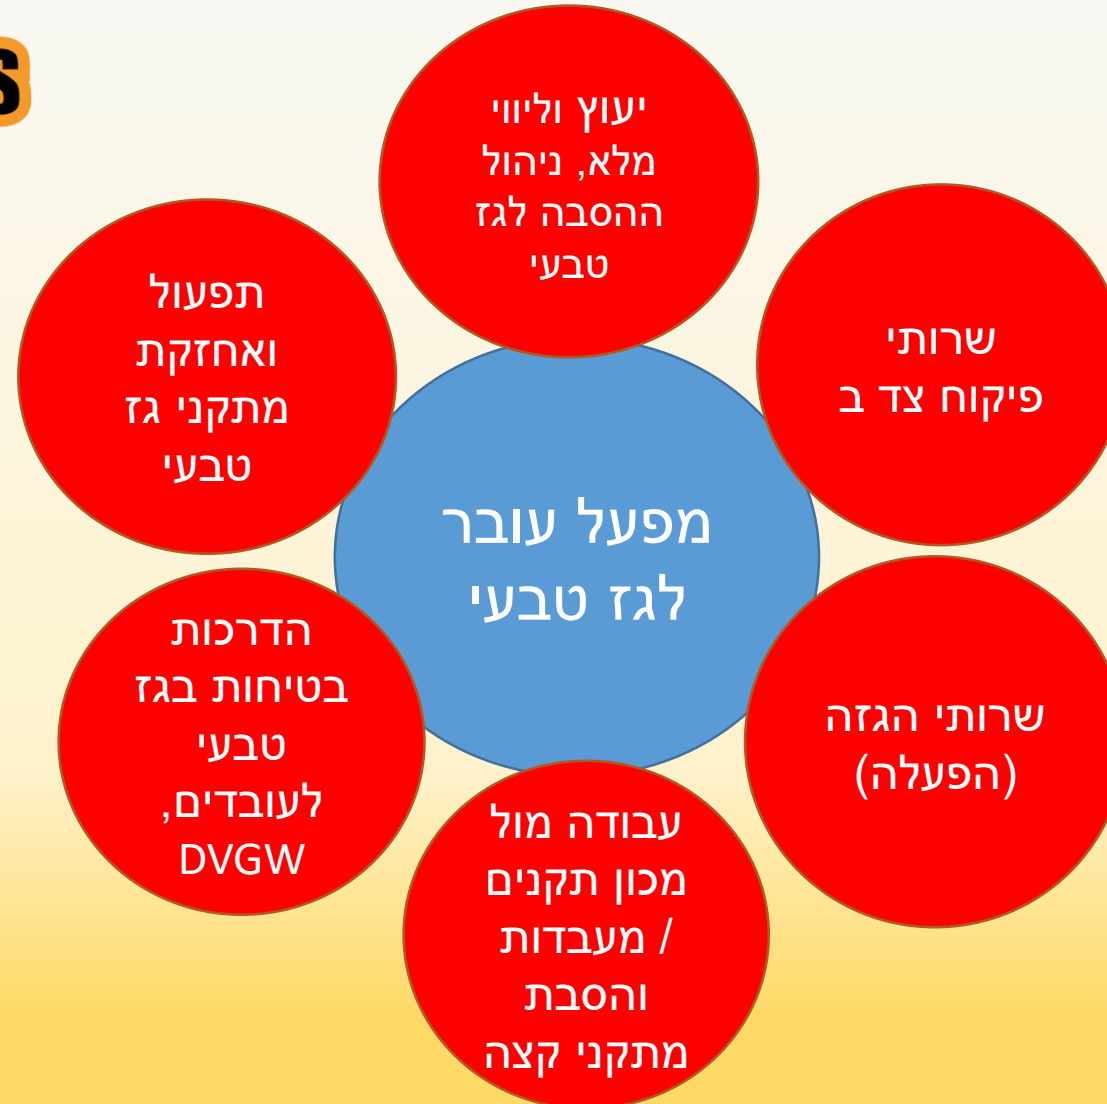 S
יעוץ וליווי
מלא, ניהול
ההסבה לגז
טבעי
שרותי
פיקוח צד ב
שרותי הגזה
(הפעלה)
עבודה מול
מכון תקנים
/ מעבדות
והסבת
מתקני קצה
הדרכות
בטיחות בגז
טבעי
לעובדים,
DVGW
תפעול
ואחזקת
מתקני גז
טבעי
מפעל עובר
לגז טבעי